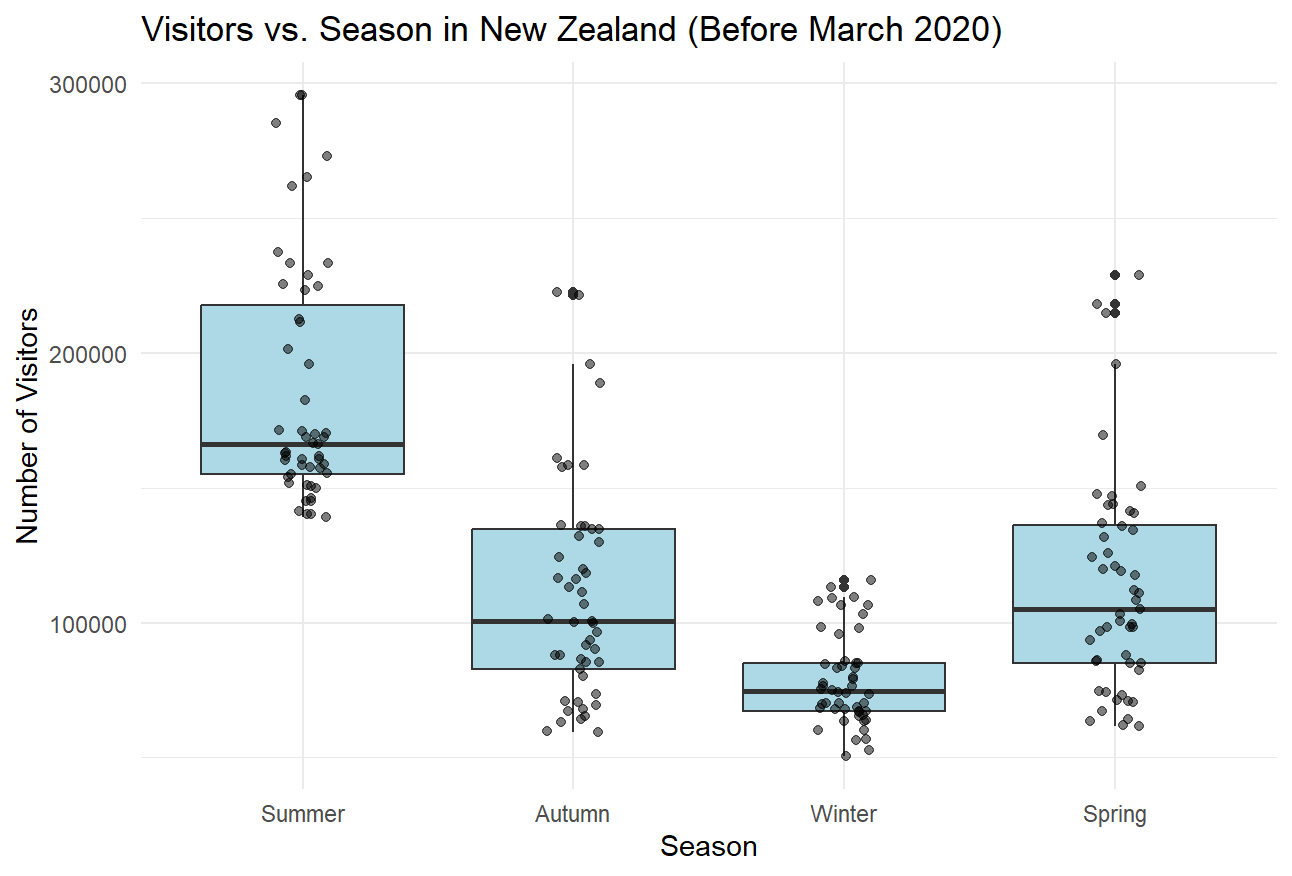 Visitors vs. Season in New Zealand (Before March 2020)
300000
200000
100000
Number of Visitors
Summer
Autumn
Winter
Spring
Season